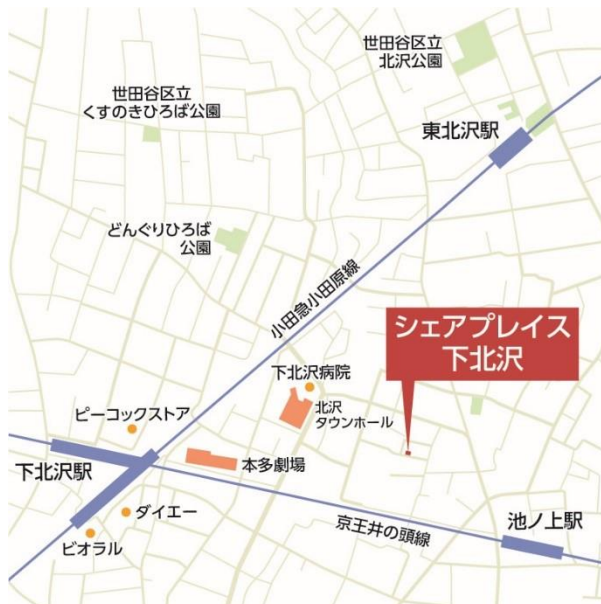 世田谷区立
北沢公園
世田谷区立
くすのきひろば公園
東北沢駅
どんぐりひろば
公園
小田急小田原線
シェアプレイス
下北沢
下北沢病院
北沢
タウンホール
ピーコックストア
本多劇場
下北沢駅
ダイエー
ビオラル
京王井の頭線
池ノ上駅